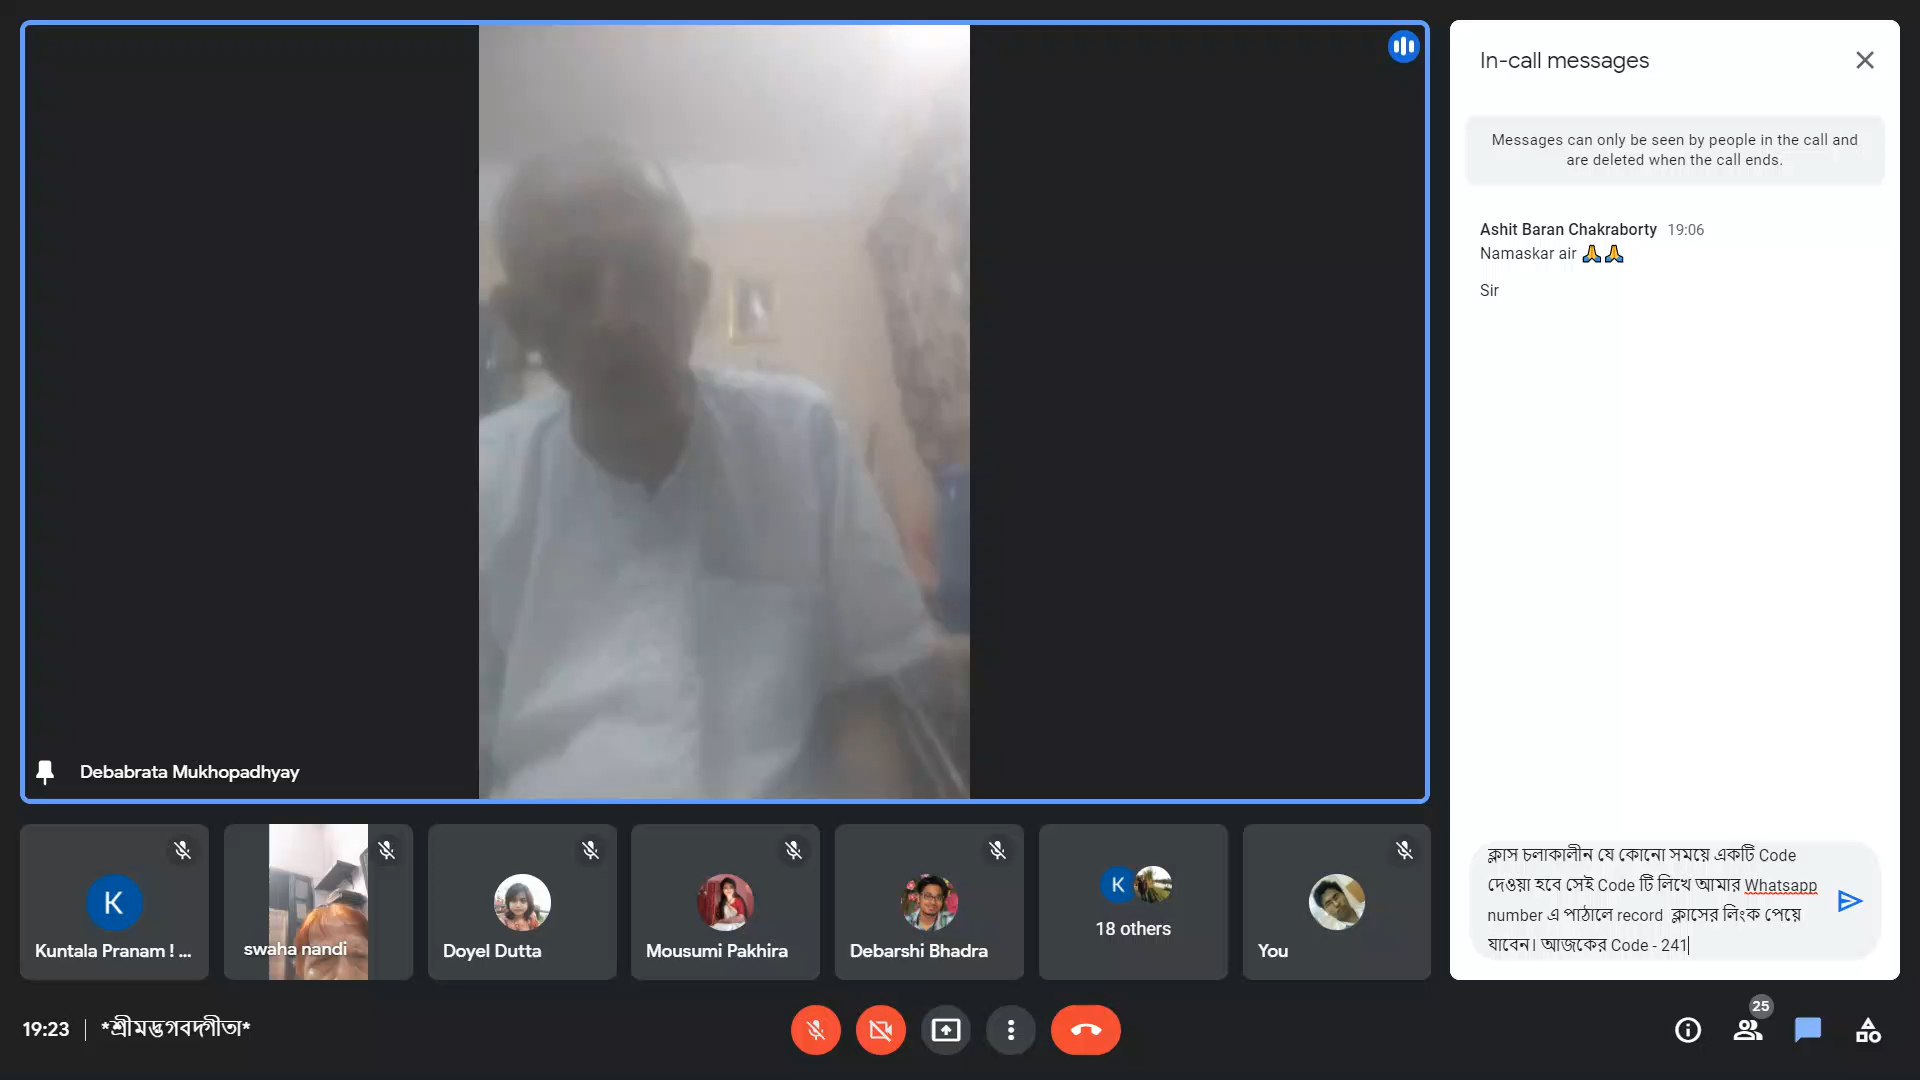 In-call messages
Messages can only be seen by people in the call and
are deleted when the call ends.
Ashit Baran Chakraborty 19:06
Namaskar air 🙏🙏
Sir
Debabrata Mukhopadhyay
K
Kuntala Pranam ! ...
swaha nandi
Doyel Dutta
Mousumi Pakhira
Debarshi Bhadra
K
18 others
You
ক্লাস চলাকালীন যে কোনো সময়ে একটি Code
দেওয়া হবে সেই Code টি লিখে আমার Whatsapp
number এ পাঠালে record ক্লাসের লিংক পেয়ে
যাবেন। আজকের Code - 241
19:23 | *শ্রীমদ্ভগবদ্গীতা*
25